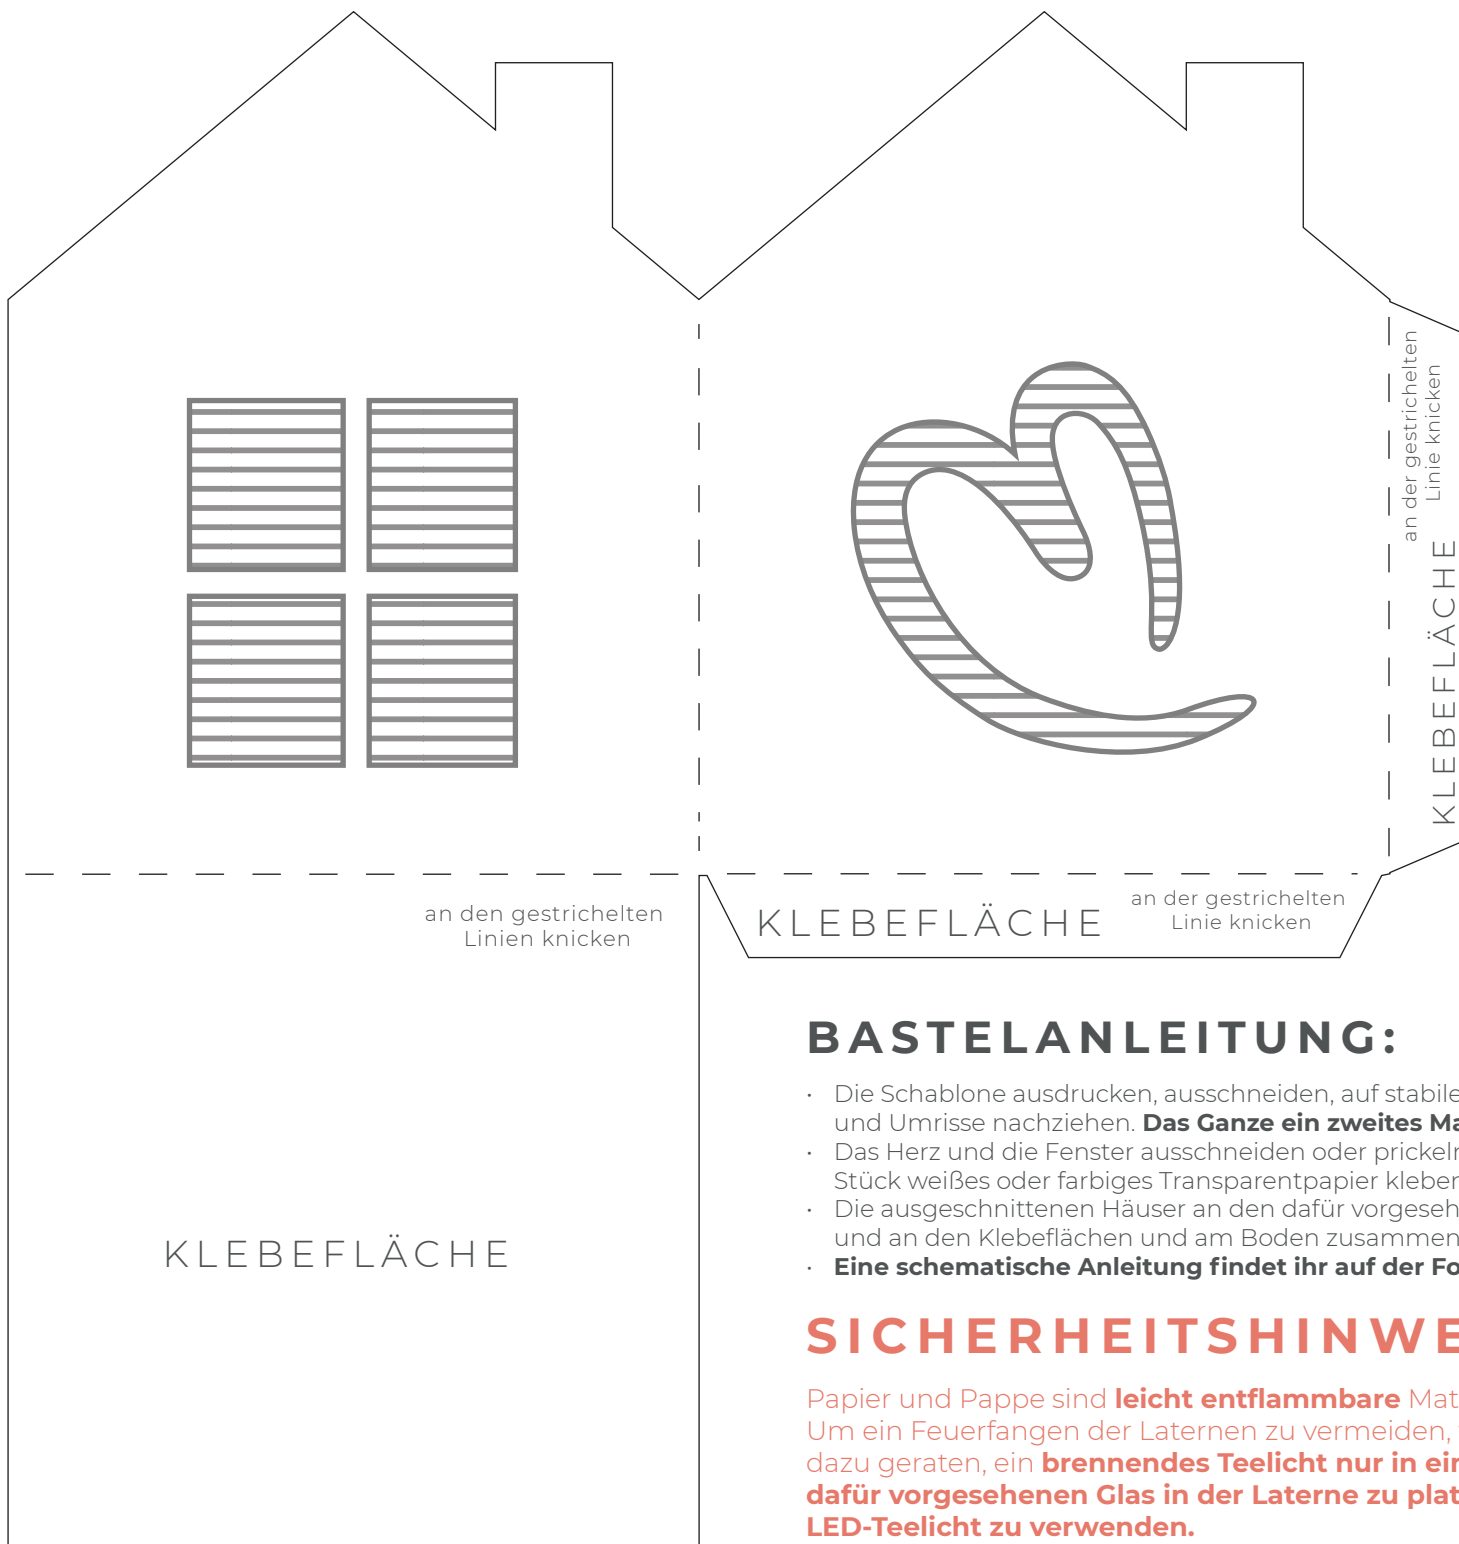 an der gestrichelten
Linie knicken
KLEBEFLÄCHE
an den gestrichelten
Linien knicken
KLEBEFLÄCHE
an der gestrichelten
Linie knicken
KLEBEFLÄCHE
BASTELANLEITUNG:
· Die Schablone ausdrucken, ausschneiden, auf stabile
und Umrisse nachziehen. Das Ganze ein zweites Ma
· Das Herz und die Fenster ausschneiden oder prickeln
Stück weißes oder farbiges Transparentpapier kleben
· Die ausgeschnittenen Häuser an den dafür vorgeseh
und an den Klebeflächen und am Boden zusammen
· Eine schematische Anleitung findet ihr auf der Fo
SICHERHEITSHINWE
Papier und Pappe sind leicht entflammbare Mat
Um ein Feuerfangen der Laternen zu vermeiden,
dazu geraten, ein brennendes Teelicht nur in ein
dafür vorgesehenen Glas in der Laterne zu plat
LED-Teelicht zu verwenden.